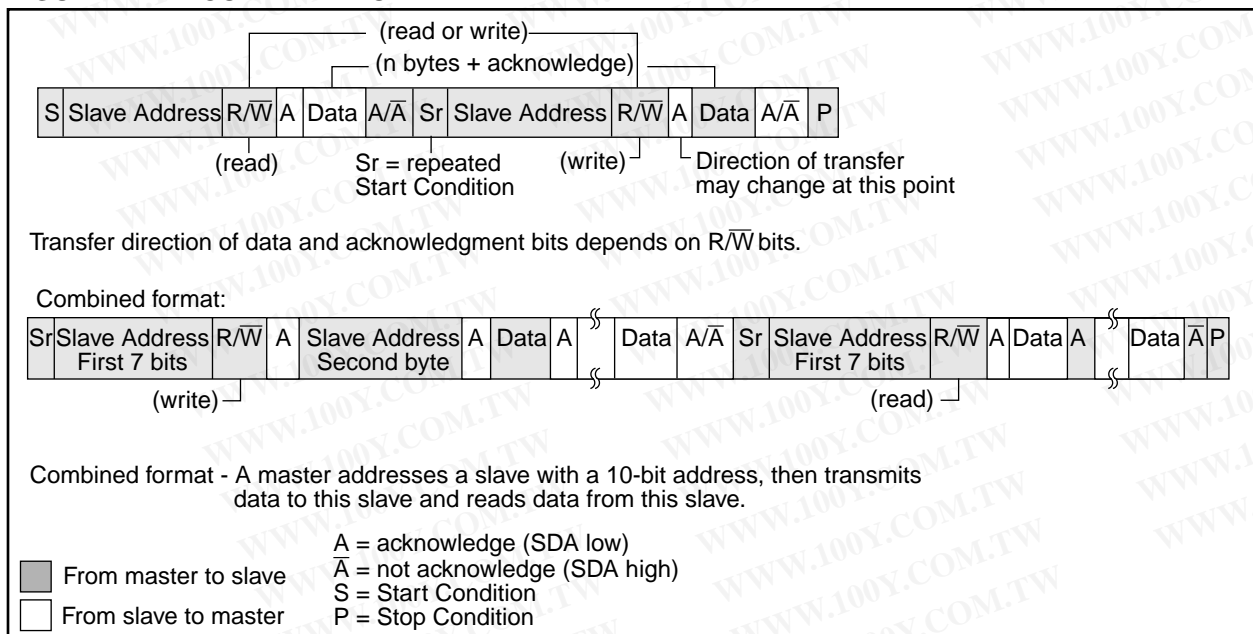 (read or write)
(n bytes + acknowledge)
S Slave Address R/W̅ A Data A/A̅ Sr Slave Address R/W̅ A Data A/A̅ P
(read) Sr = repeated Start Condition (write) Direction of transfer may change at this point
Transfer direction of data and acknowledgment bits depends on R/W̅ bits.
Combined format:
Sr Slave Address First 7 bits R/W̅ A Slave Address Second byte A Data A Data A/A̅ Sr Slave Address First 7 bits R/W̅ A Data A Data A̅ P
(write) (read)
Combined format - A master addresses a slave with a 10-bit address, then transmits
data to this slave and reads data from this slave.
A = acknowledge (SDA low)
A̅ = not acknowledge (SDA high)
S = Start Condition
P = Stop Condition
From master to slave
From slave to master
WWW.100Y.COM.TW